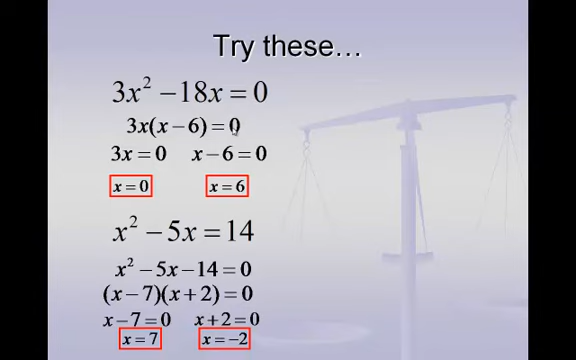 Try these…
3x² − 18x = 0
3x(x − 6) = 0
3x = 0 x − 6 = 0
x = 0 x = 6
x² − 5x = 14
x² − 5x − 14 = 0
(x − 7)(x + 2) = 0
x − 7 = 0 x + 2 = 0
x = 7 x = −2